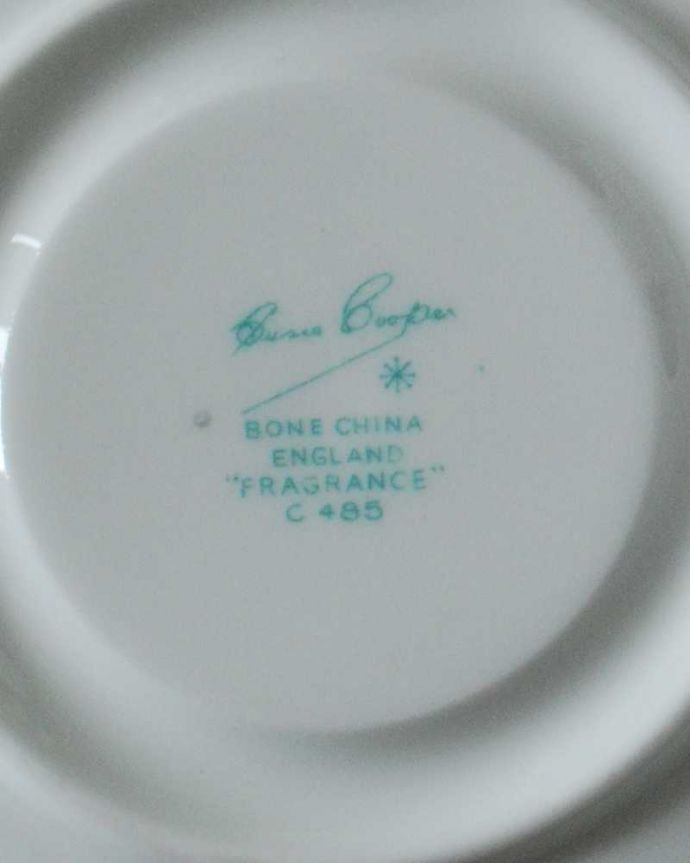 Susie Cooper
BONE CHINA
ENGLAND
"FRAGRANCE"
C 485